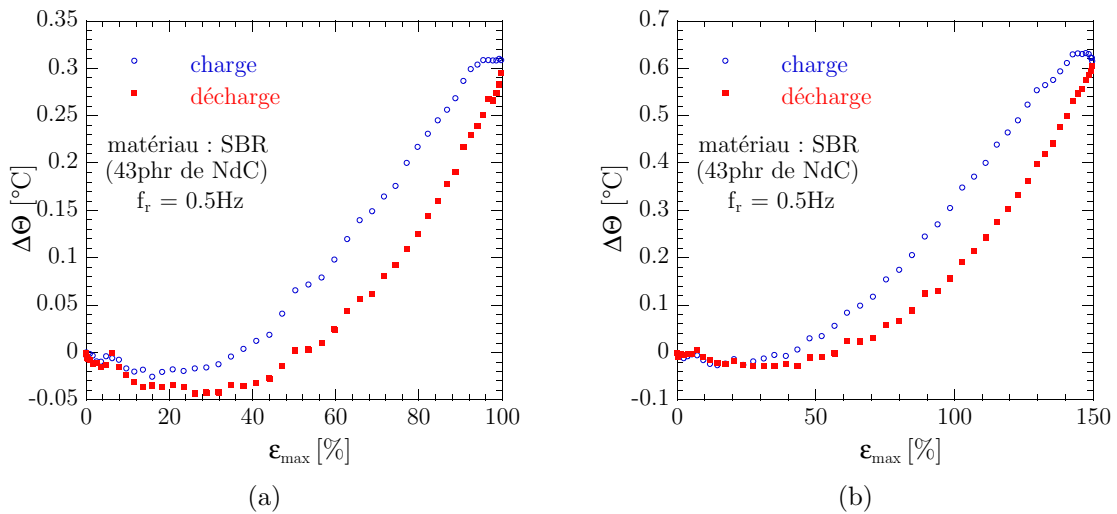 0.35
0.3
0.25
0.2
0.15
0.1
0.05
0
-0.05
ΔΘ [°C]
charge
décharge
matériau : SBR
(43phr de NdC)
f_r = 0.5Hz
0 20 40 60 80 100
ε_max [%]
(a)
0.7
0.6
0.5
0.4
0.3
0.2
0.1
0
-0.1
ΔΘ [°C]
charge
décharge
matériau : SBR
(43phr de NdC)
f_r = 0.5Hz
0 50 100 150
ε_max [%]
(b)